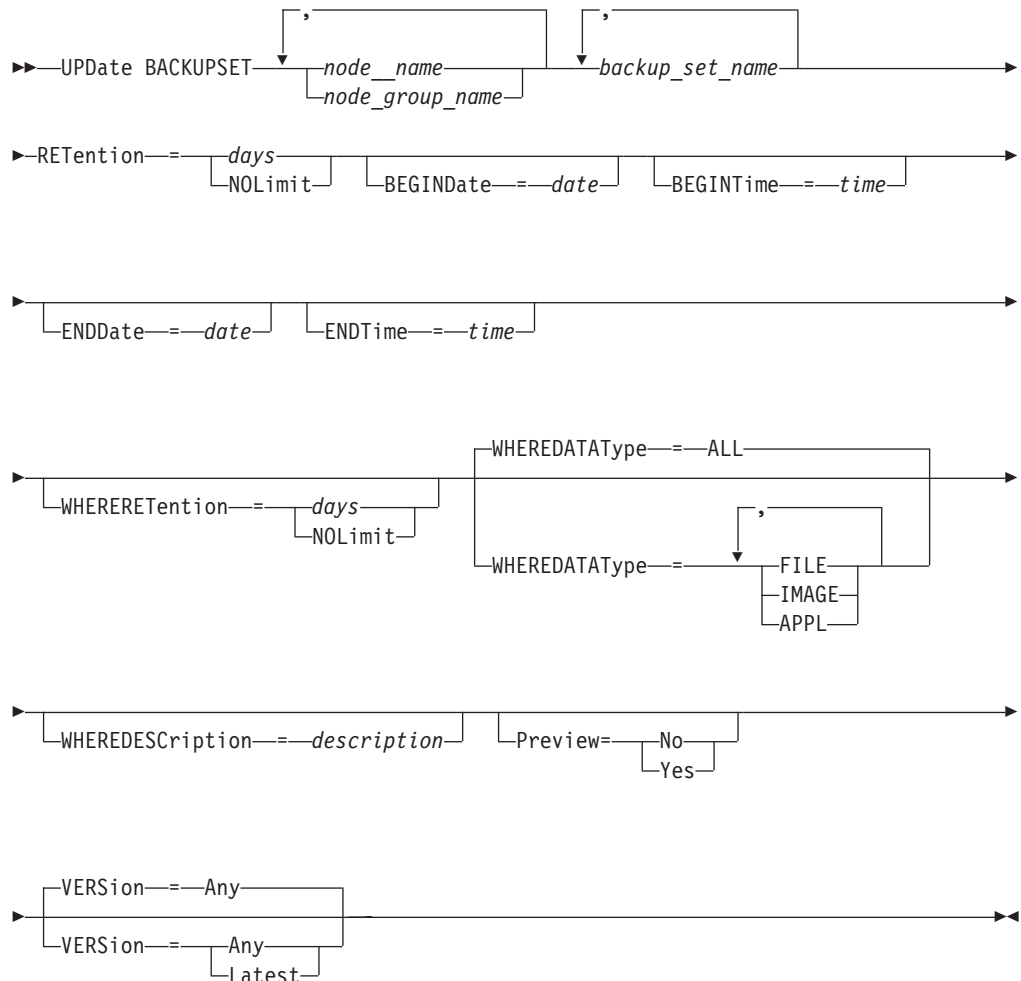 , ,
UPDate BACKUPSET node__name backup_set_name
node_group_name
RETention = days
NOLimit BEGINDate = date BEGINTime = time
ENDDate = date ENDTime = time
WHEREDATAType = ALL
WHERERETention = days
NOLimit ,
WHEREDATAType = FILE
IMAGE
APPL
WHEREDESCription = description Preview= No
Yes
VERSion = Any
VERSion = Any
Latest